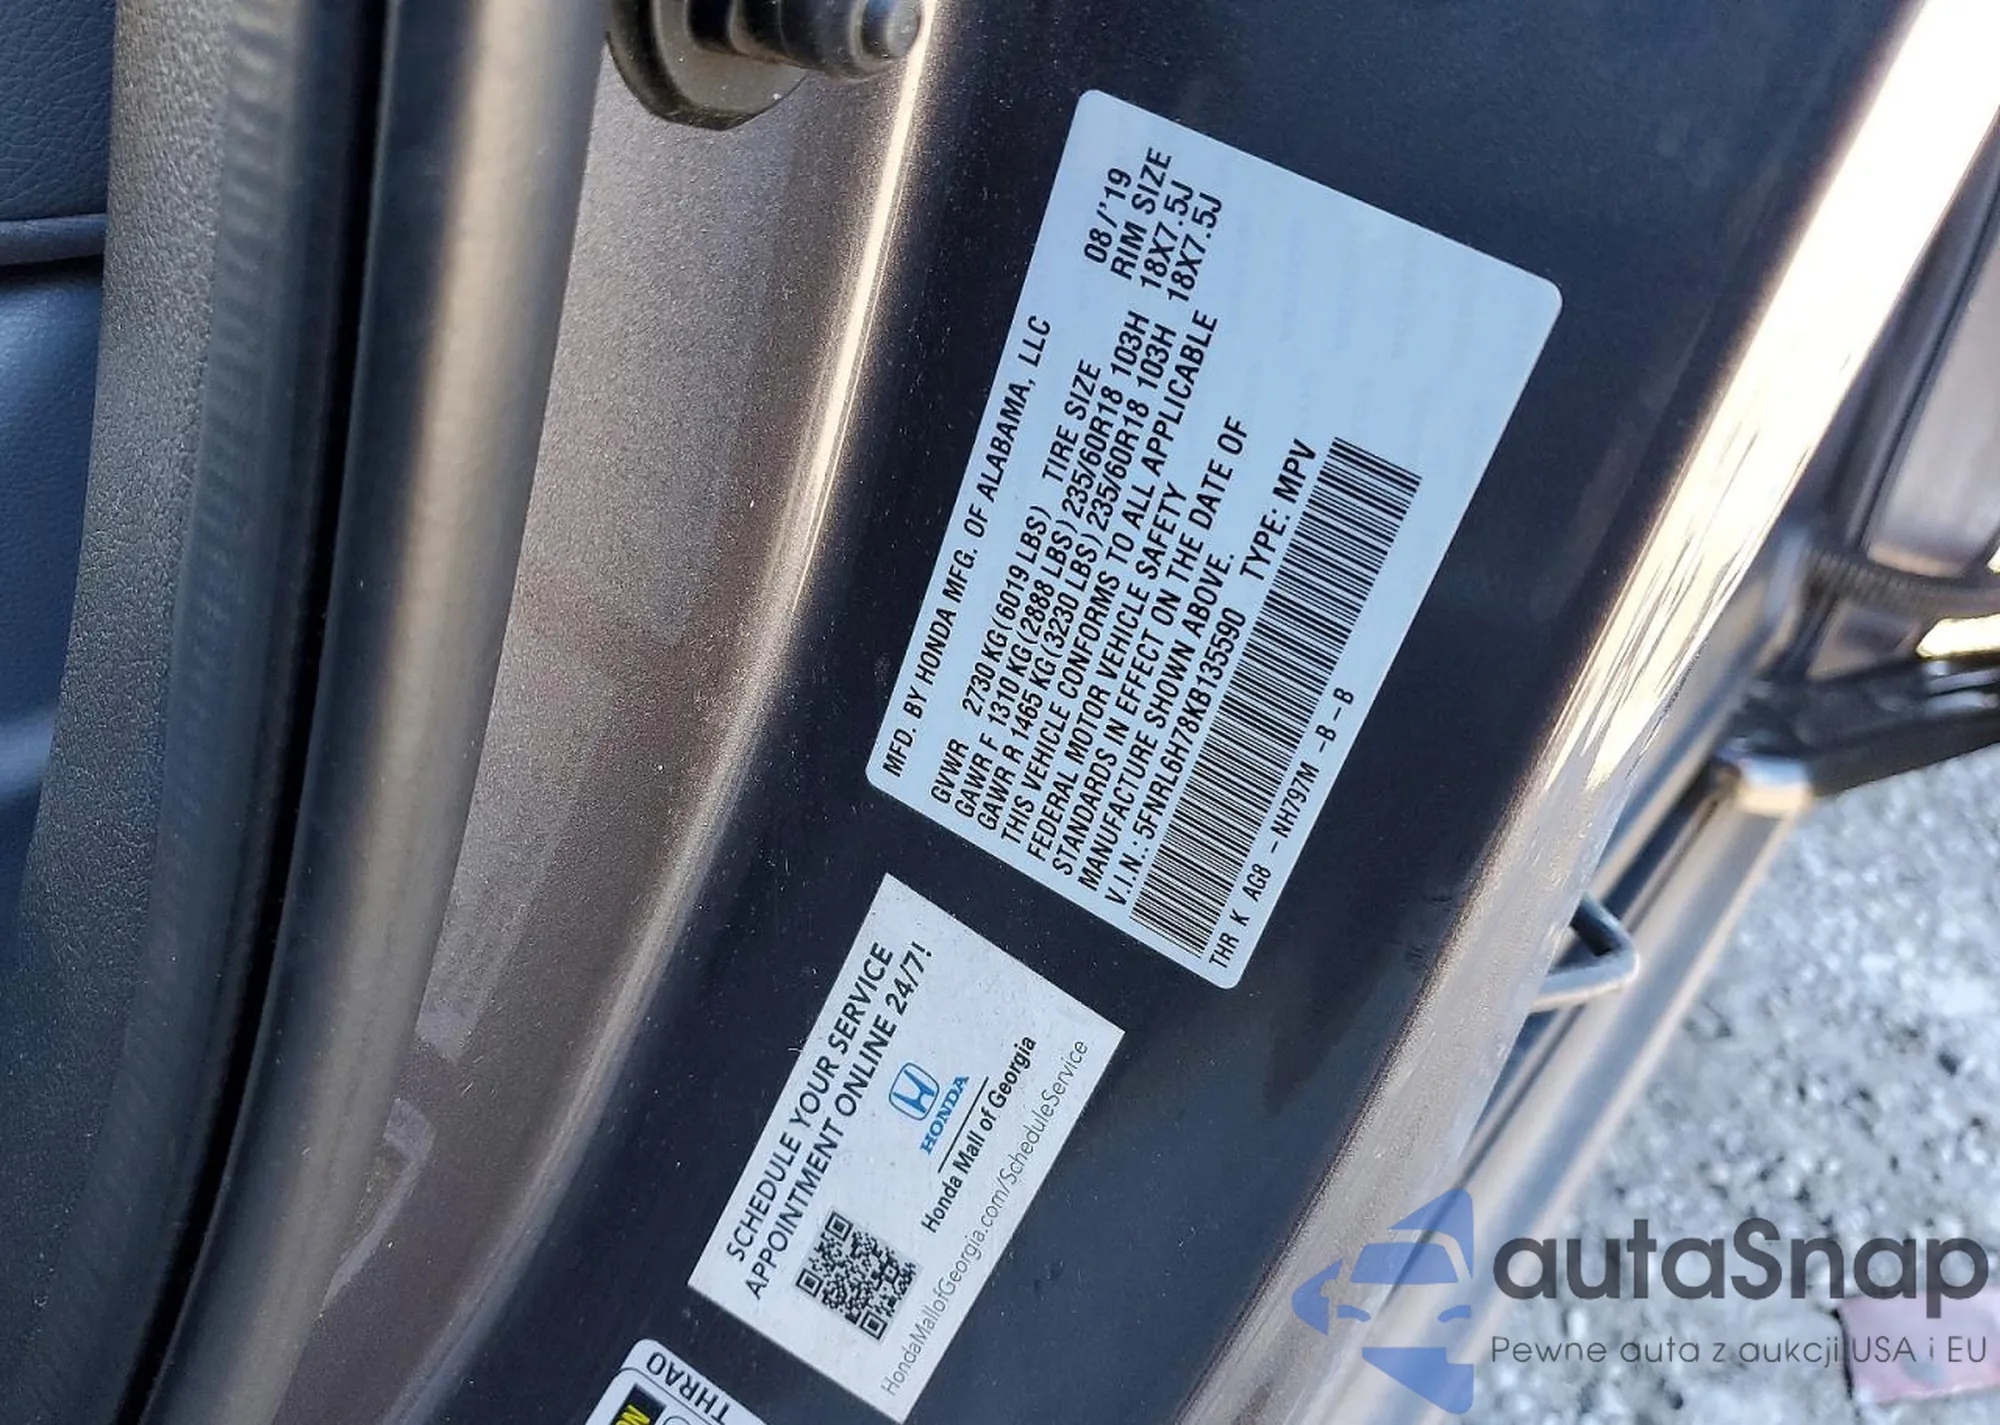 MFD. BY HONDA MFG. OF ALABAMA, LLC 08/'19
GVWR 2730 KG(6019 LBS) TIRE SIZE RIM SIZE
GAWR F 1310 KG(2888 LBS) 235/60R18 103H 18X7.5J
GAWR R 1465 KG(3230 LBS) 235/60R18 103H 18X7.5J
THIS VEHICLE CONFORMS TO ALL APPLICABLE
FEDERAL MOTOR VEHICLE SAFETY
STANDARDS IN EFFECT ON THE DATE OF
MANUFACTURE SHOWN ABOVE.
V.I.N.: 5FNRL6H78KB135590 TYPE: MPV
THR K AG8 -NH797M -B-B
SCHEDULE YOUR SERVICE
APPOINTMENT ONLINE 24/7!
HONDA
Honda Mall of Georgia
HondaMallofGeorgia.com/ScheduleService
THRA0
autaSnap
Pewne auta z aukcji USA i EU